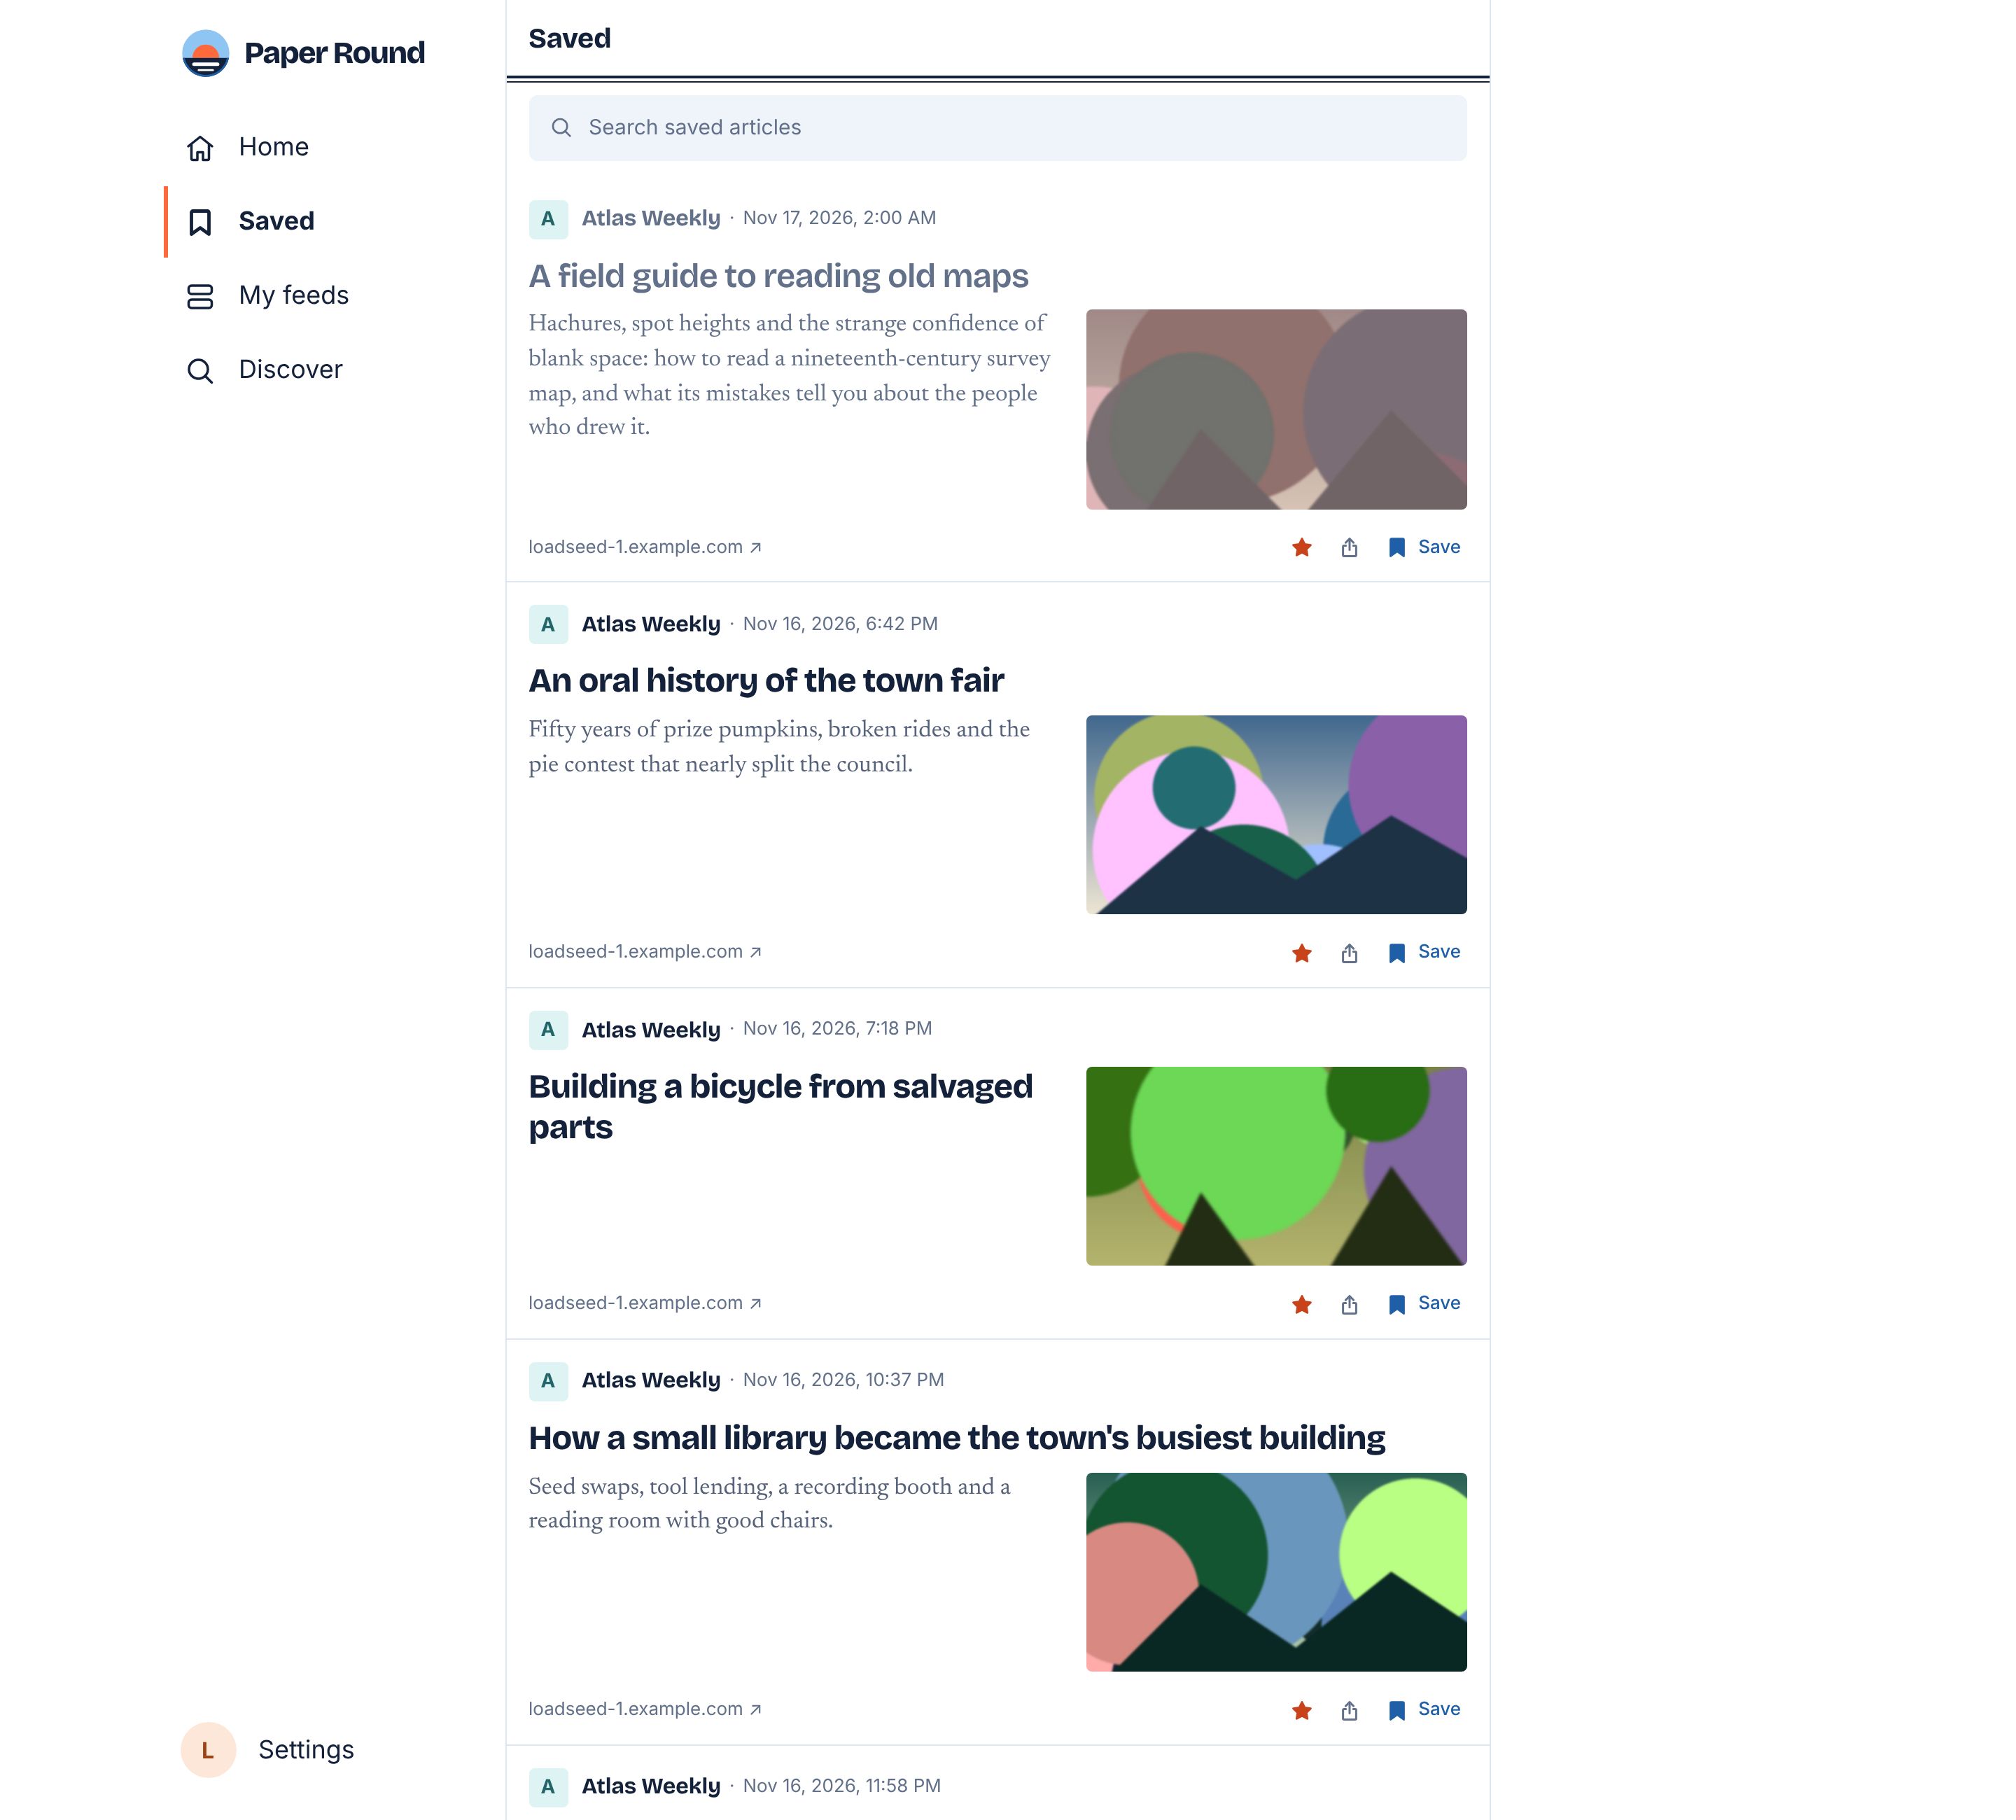 Paper Round
Home
Saved
My feeds
Discover
L
Settings
Saved
Search saved articles
A
Atlas Weekly · Nov 17, 2026, 2:00 AM
A field guide to reading old maps
Hachures, spot heights and the strange confidence of
blank space: how to read a nineteenth-century survey
map, and what its mistakes tell you about the people
who drew it.
loadseed-1.example.com ↗
Save
A
Atlas Weekly · Nov 16, 2026, 6:42 PM
An oral history of the town fair
Fifty years of prize pumpkins, broken rides and the
pie contest that nearly split the council.
loadseed-1.example.com ↗
Save
A
Atlas Weekly · Nov 16, 2026, 7:18 PM
Building a bicycle from salvaged
parts
loadseed-1.example.com ↗
Save
A
Atlas Weekly · Nov 16, 2026, 10:37 PM
How a small library became the town's busiest building
Seed swaps, tool lending, a recording booth and a
reading room with good chairs.
loadseed-1.example.com ↗
Save
A
Atlas Weekly · Nov 16, 2026, 11:58 PM